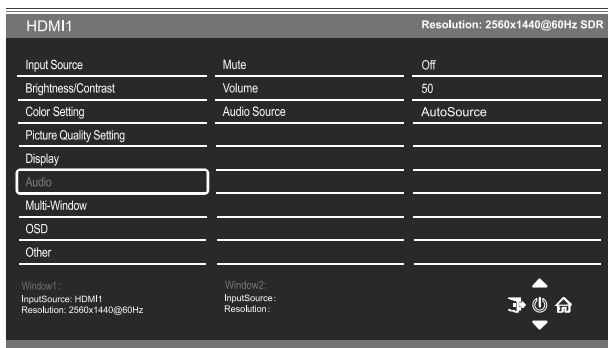 HDMI1 Resolution: 2560x1440@60Hz SDR
Input Source Mute Off
Brightness/Contrast Volume 50
Color Setting Audio Source AutoSource
Picture Quality Setting
Display
Audio
Multi-Window
OSD
Other
Window1: Window2:
InputSource: HDMI1 InputSource:
Resolution: 2560x1440@60Hz Resolution: